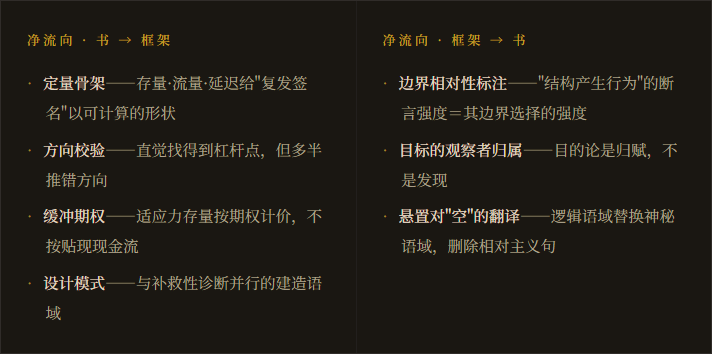 净流向 · 书 → 框架
· 定量骨架——存量·流量·延迟给"复发签
名"以可计算的形状
· 方向校验——直觉找得到杠杆点，但多半
推错方向
· 缓冲期权——适应力存量按期权计价，不
按贴现现金流
· 设计模式——与补救性诊断并行的建造语
域
净流向 · 框架 → 书
· 边界相对性标注——"结构产生行为"的断
言强度＝其边界选择的强度
· 目标的观察者归属——目的论是归赋，不
是发现
· 悬置对"空"的翻译——逻辑语域替换神秘
语域，删除相对主义句